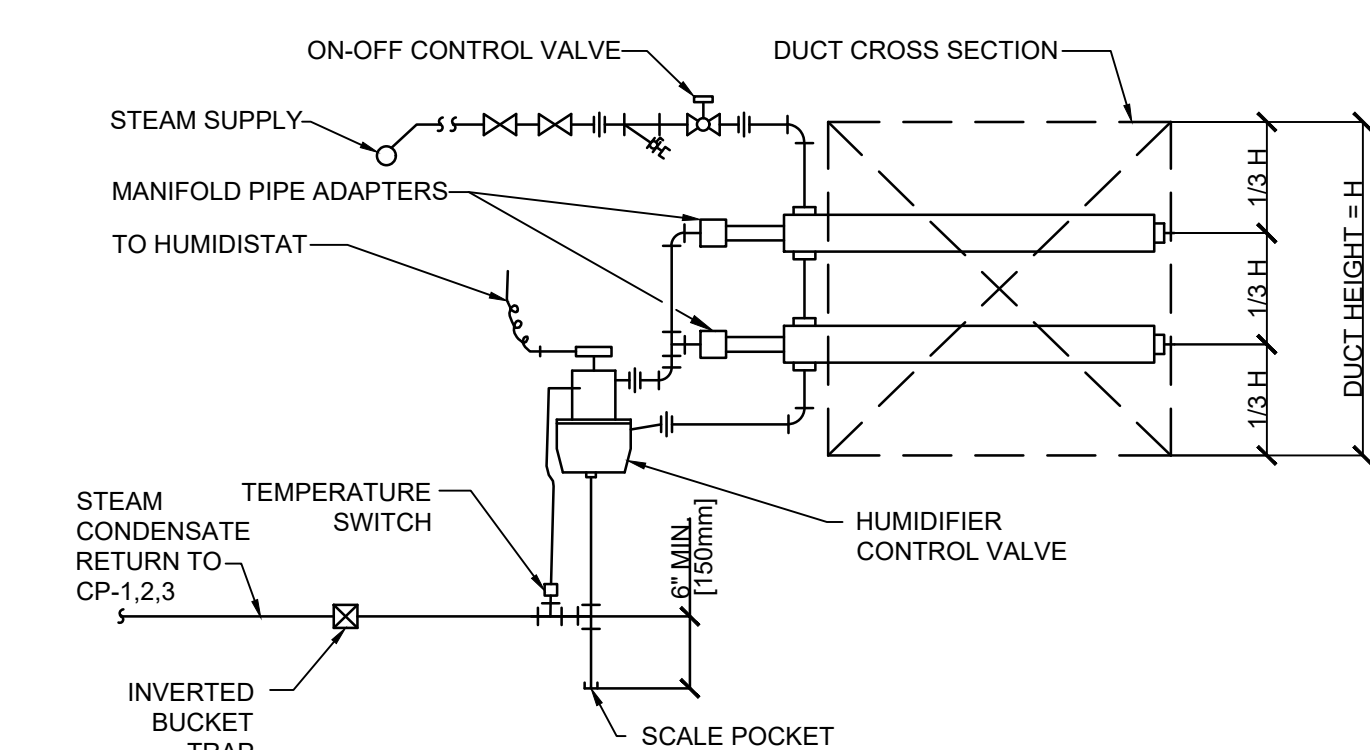 ON-OFF CONTROL VALVE
DUCT CROSS SECTION
STEAM SUPPLY
MANIFOLD PIPE ADAPTERS
TO HUMIDISTAT
1/3 H
1/3 H
1/3 H
DUCT HEIGHT = H
STEAM
CONDENSATE
RETURN TO
CP-1,2,3
TEMPERATURE
SWITCH
6" MIN.
[150mm]
HUMIDIFIER
CONTROL VALVE
INVERTED
BUCKET
TRAP
SCALE POCKET